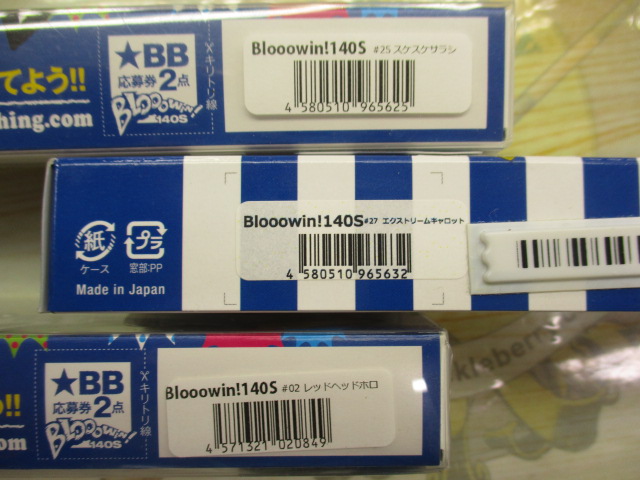 てよう!!
hing.com
★BB
応募券2点
BLOOOWIN!
140S
キリトリ線
Blooowin!140S #25 スケスケサラシ
4 580510 965625
紙
ケース
プラ
窓部:PP
Made in Japan
Blooowin!140S#27 エクストリームキャロット
4 580510 965632
!!
.com
★BB
応募券2点
BLOOOWIN!
140S
キリトリ線
Blooowin!140S #02 レッドヘッドホロ
4 571321 020849